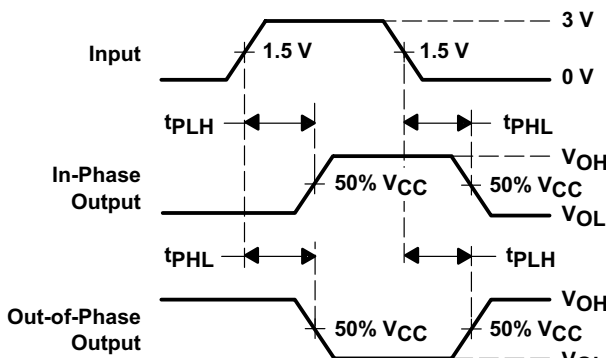 3 V
Input
1.5 V
1.5 V
0 V
tPLH
tPHL
In-Phase
Output
VOH
50% VCC
50% VCC
VOL
tPHL
tPLH
Out-of-Phase
Output
VOH
50% VCC
50% VCC